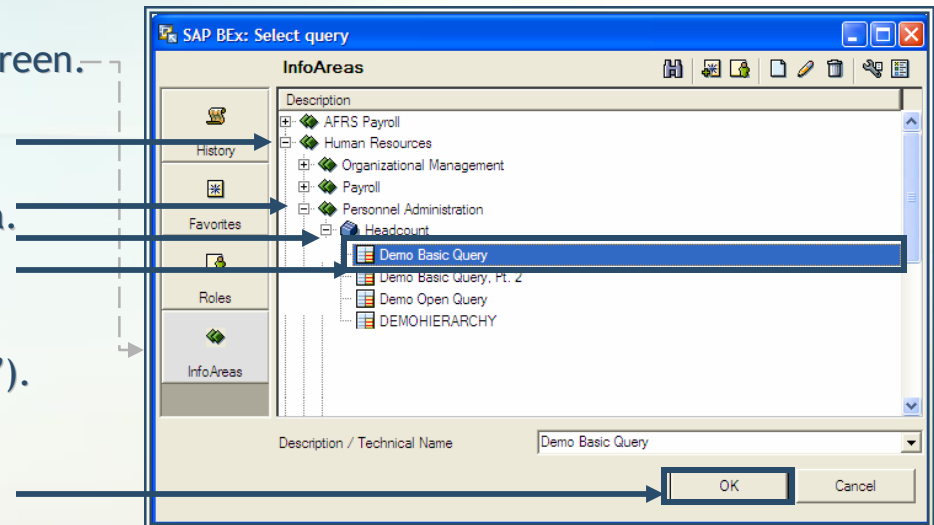 reen.
n.
").
SAP BEx: Select query
InfoAreas
Description
AFRS Payroll
Human Resources
Organizational Management
Payroll
Personnel Administration
Headcount
Demo Basic Query
Demo Basic Query, Pt. 2
Demo Open Query
DEMOHIERARCHY
History
Favorites
Roles
InfoAreas
Description / Technical Name
Demo Basic Query
OK
Cancel